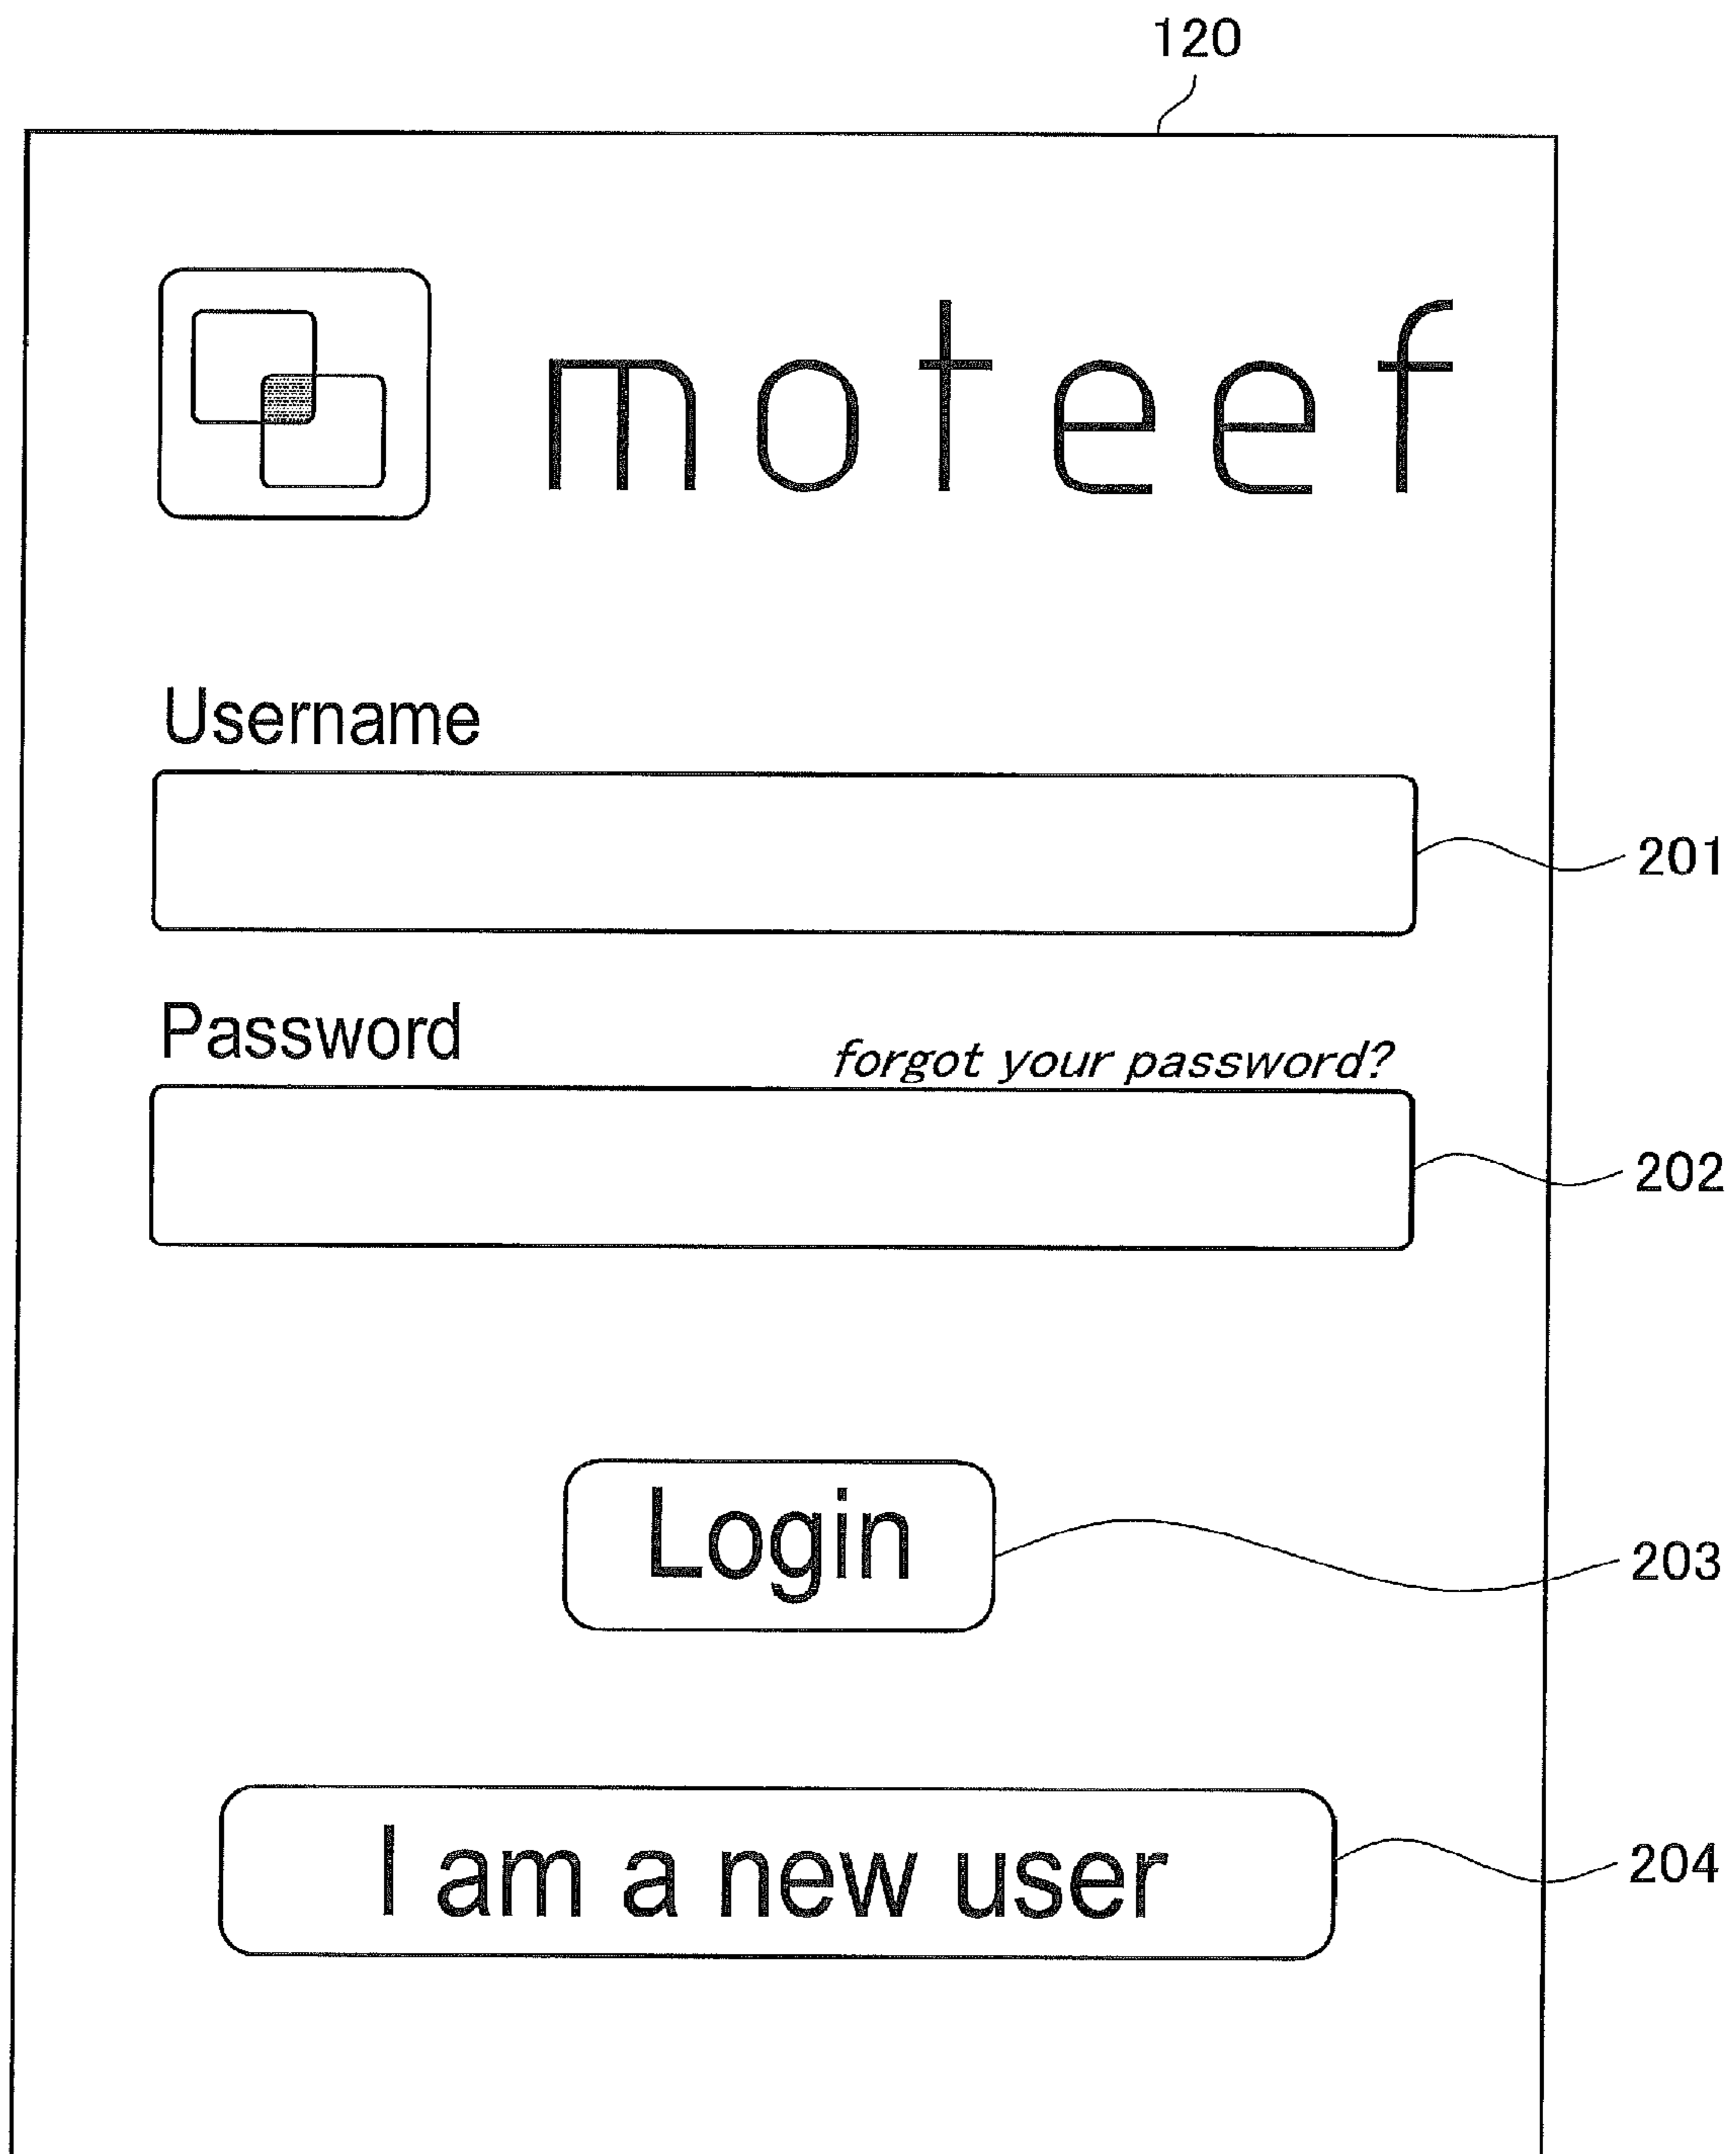 120
moteef
Username
201
Password
forgot your password?
202
Login
203
I am a new user
204